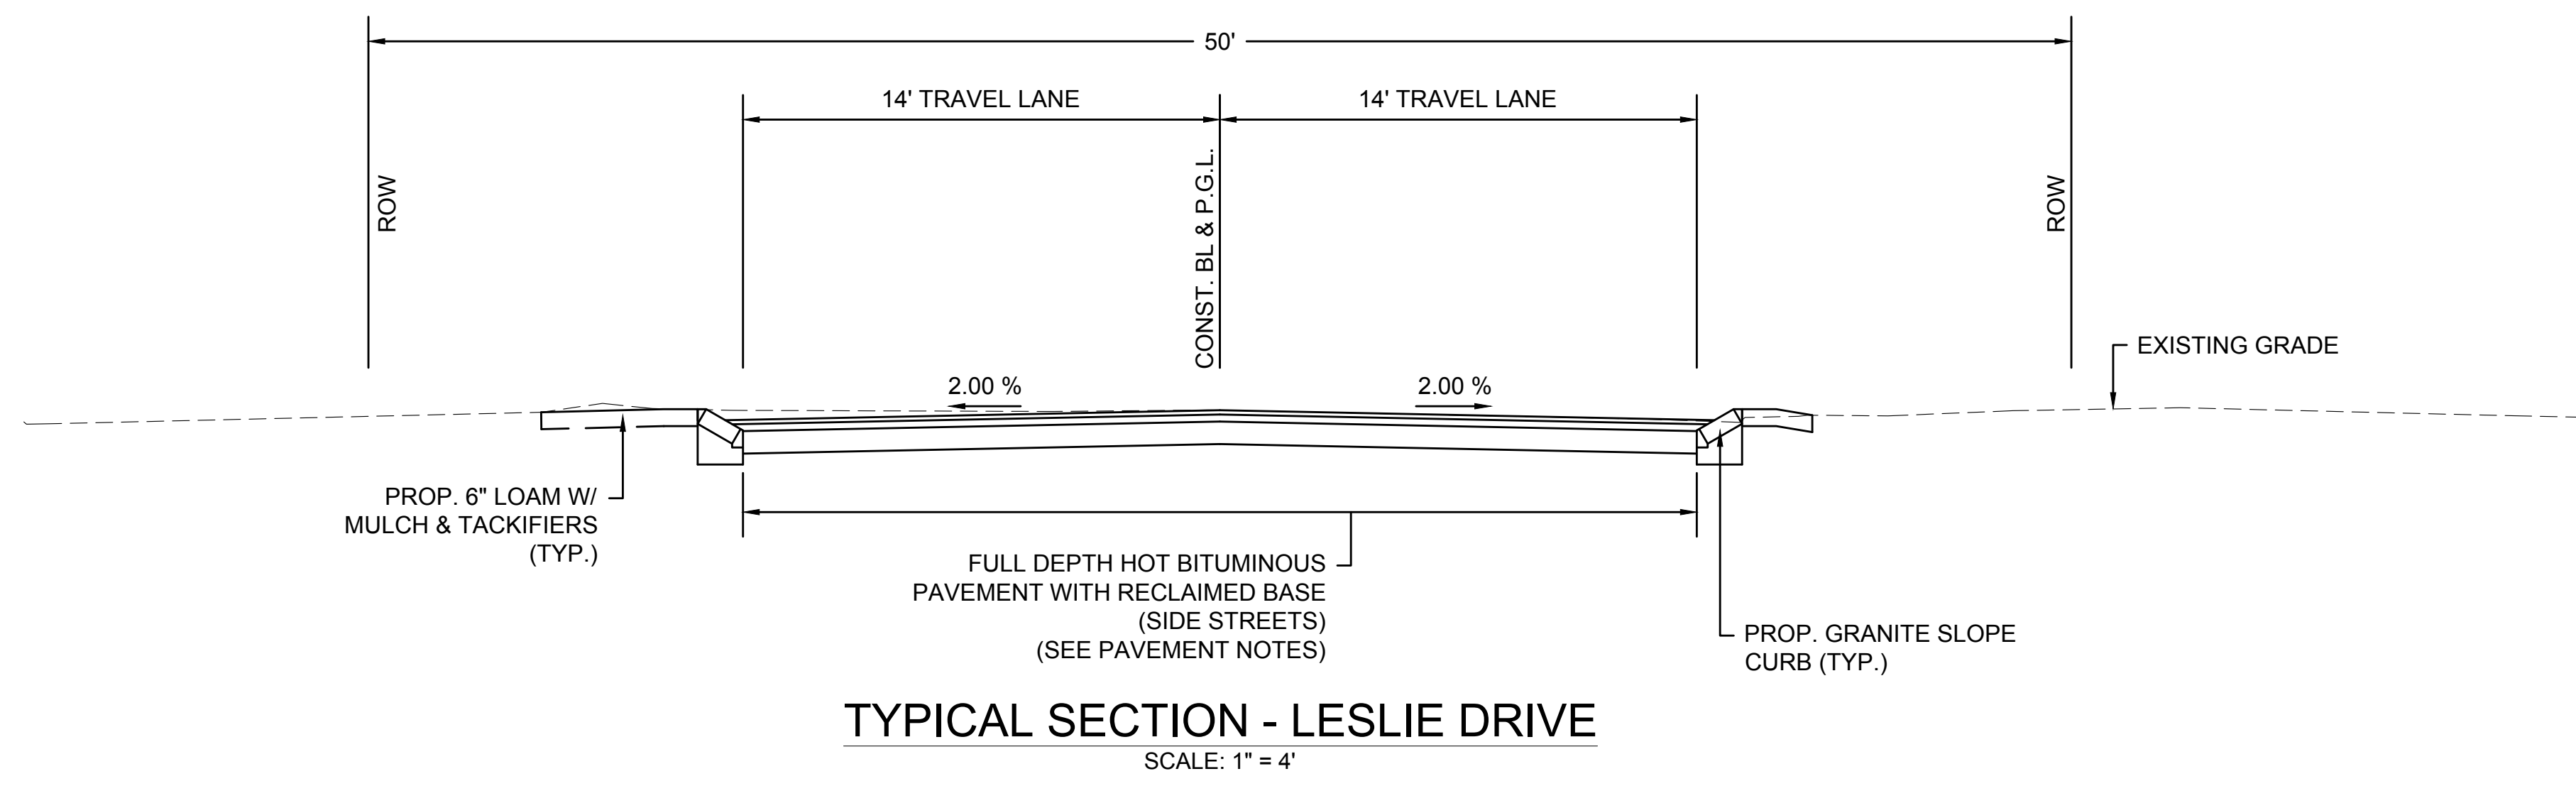 50'
14' TRAVEL LANE
14' TRAVEL LANE
ROW
CONST. BL & P.G.L.
ROW
EXISTING GRADE
2.00 %
2.00 %
PROP. 6" LOAM W/
MULCH & TACKIFIERS
(TYP.)
FULL DEPTH HOT BITUMINOUS
PAVEMENT WITH RECLAIMED BASE
(SIDE STREETS)
(SEE PAVEMENT NOTES)
PROP. GRANITE SLOPE
CURB (TYP.)
TYPICAL SECTION - LESLIE DRIVE
SCALE: 1" = 4'